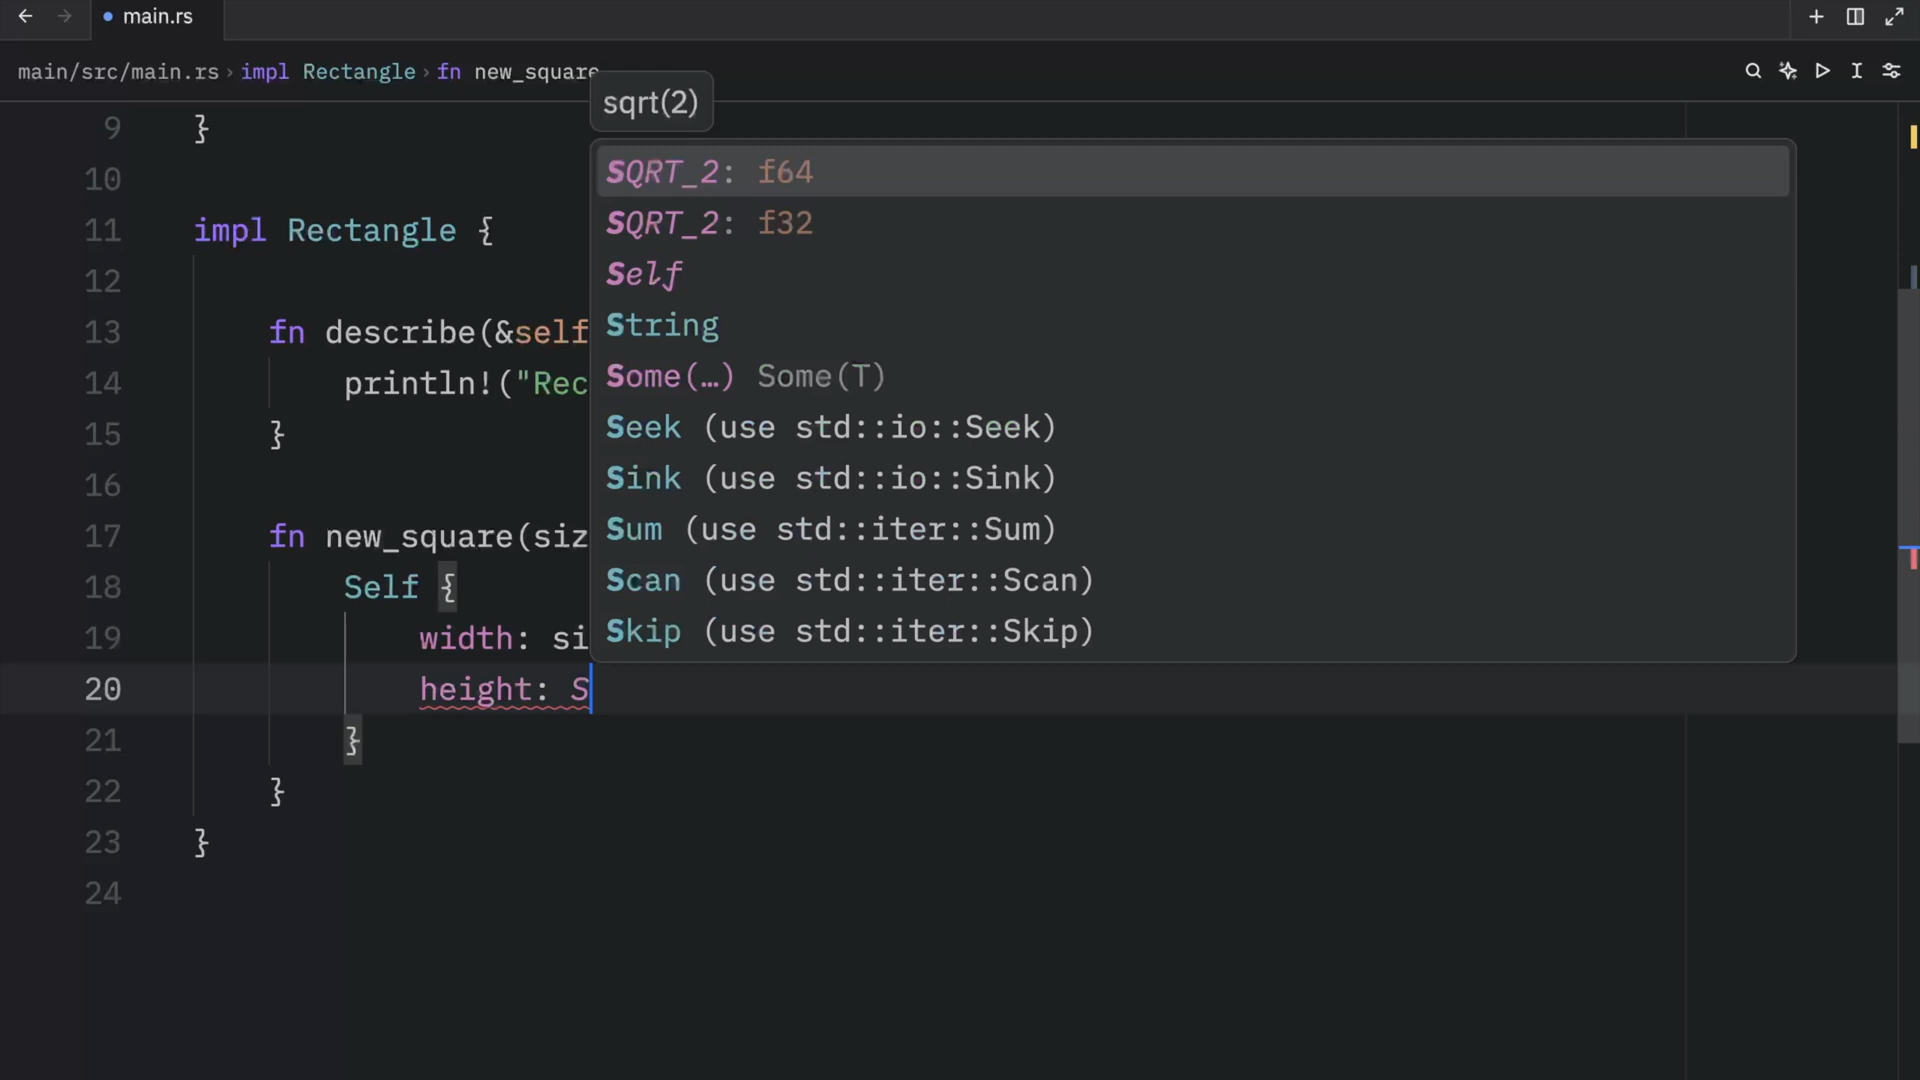 main.rs
main/src/main.rs › impl Rectangle › fn new_square
sqrt(2)
SQRT_2: f64
SQRT_2: f32
Self
String
Some(…) Some(T)
Seek (use std::io::Seek)
Sink (use std::io::Sink)
Sum (use std::iter::Sum)
Scan (use std::iter::Scan)
Skip (use std::iter::Skip)
9 }
10
11 impl Rectangle {
12
13 fn describe(&self
14 println!("Rec
15 }
16
17 fn new_square(siz
18 Self {
19 width: si
20 height: S
21 }
22 }
23 }
24